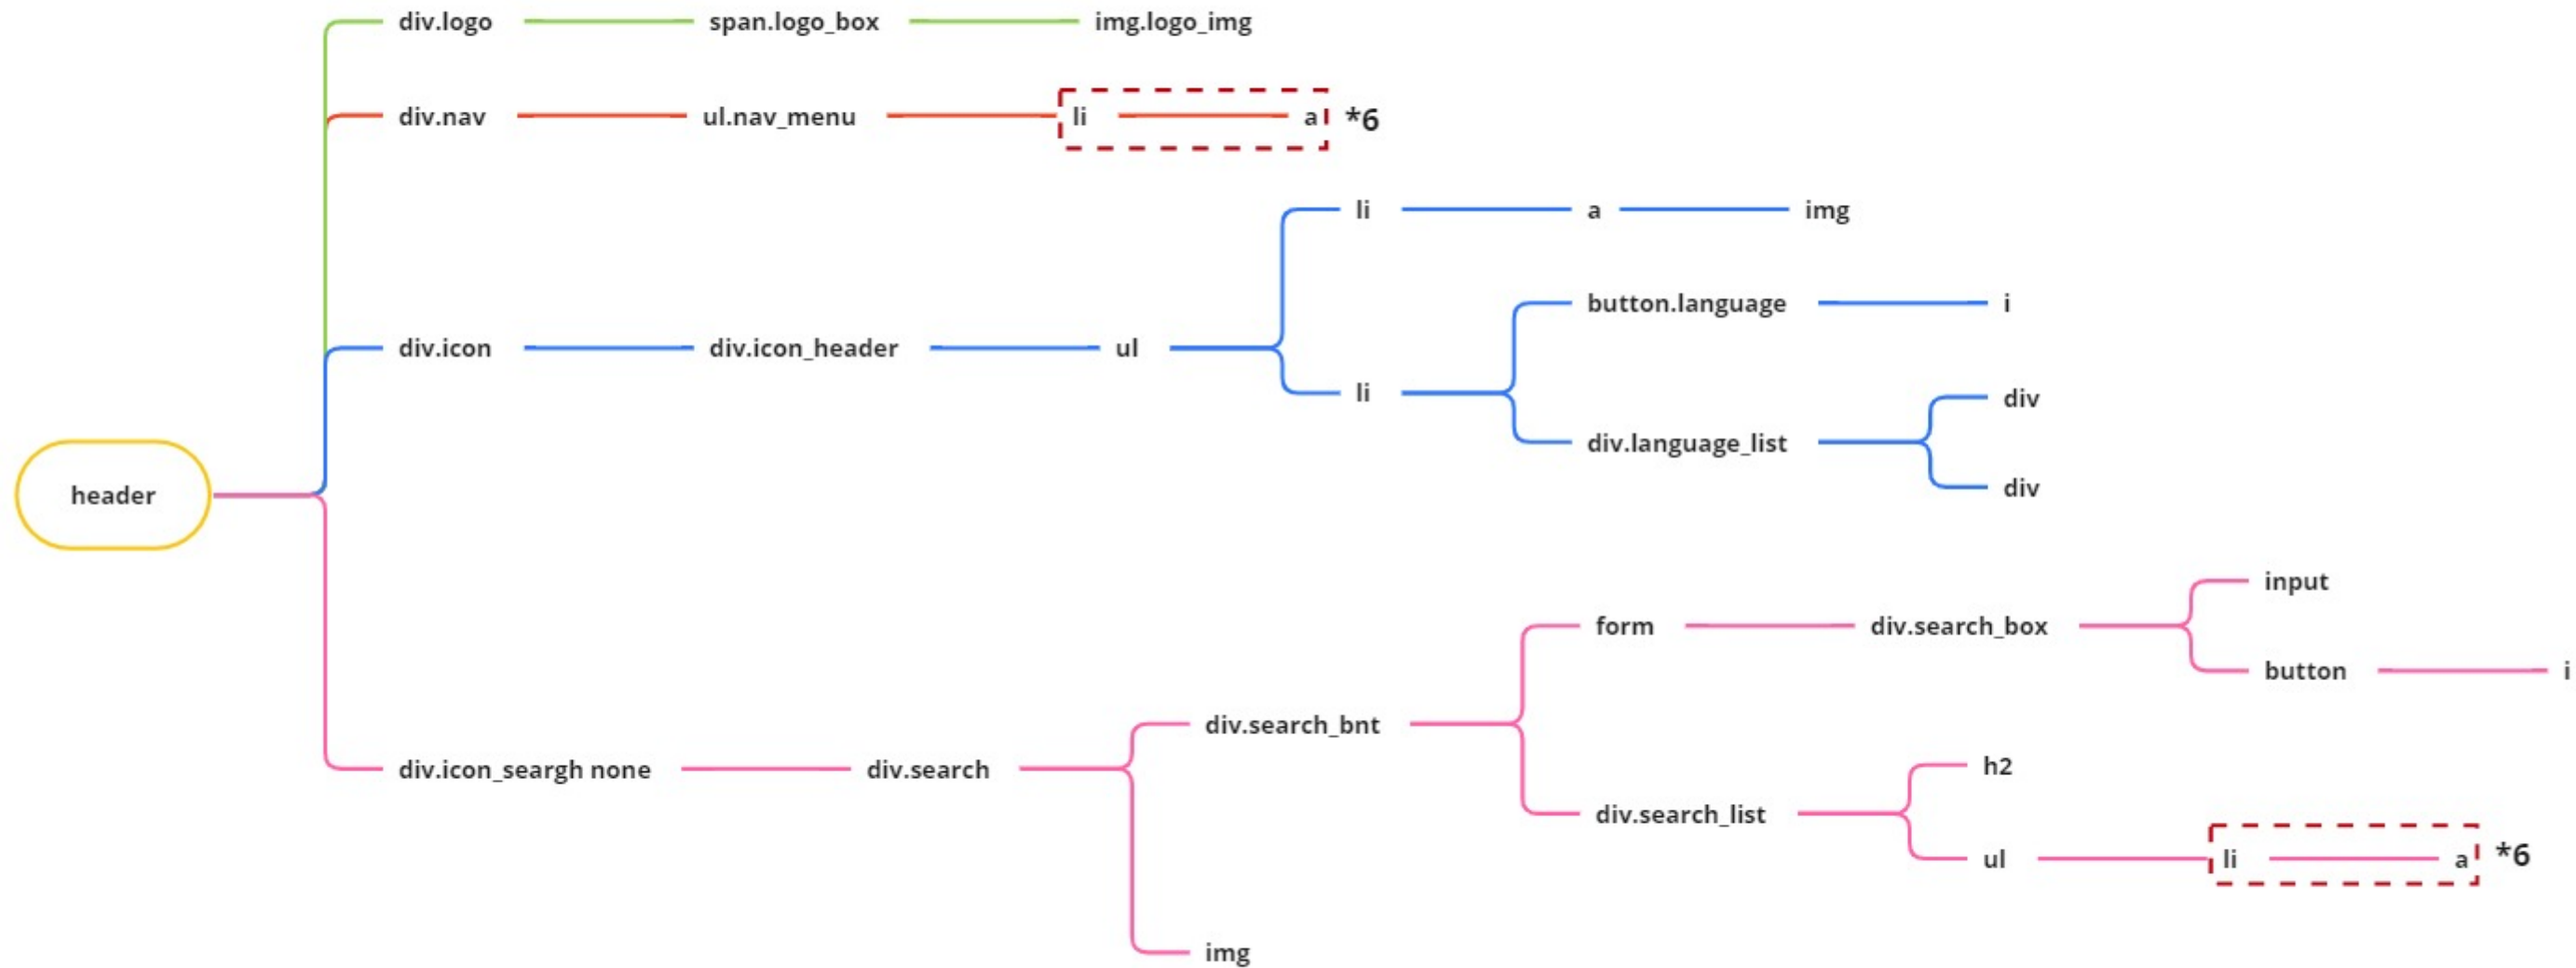 div.logo span.logo_box img.logo_img
div.nav ul.nav_menu li a *6
li a img
button.language i
div.icon div.icon_header ul
li
div
div.language_list
div
header
input
form div.search_box
button i
div.search_bnt
h2
div.icon_seargh none div.search
div.search_list
ul li a *6
img